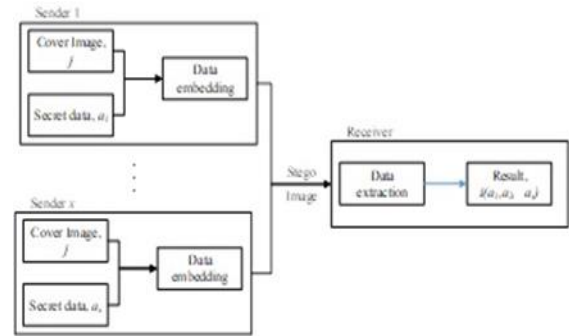 Sender 1
Cover Image,
j
Secret data, a₁
Data
embedding
Sender x
Cover Image,
j
Secret data, aₓ
Data
embedding
Stego
Image
Receiver
Data
extraction
Result,